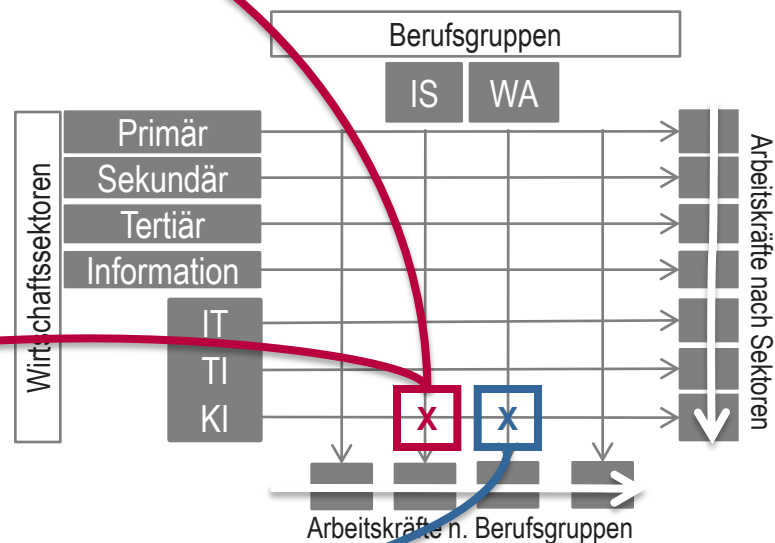 Berufsgruppen
IS WA
Wirtschaftssektoren
Primär
Sekundär
Tertiär
Information
IT
TI
KI
X X
Arbeitskräfte nach Sektoren
Arbeitskräfte n. Berufsgruppen